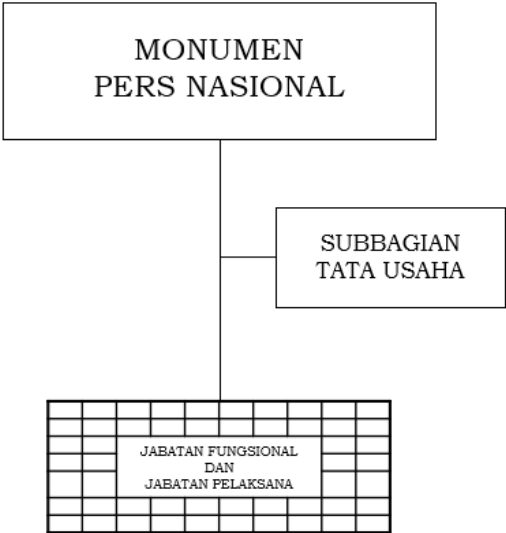 MONUMEN
PERS NASIONAL
SUBBAGIAN
TATA USAHA
JABATAN FUNGSIONAL
DAN
JABATAN PELAKSANA